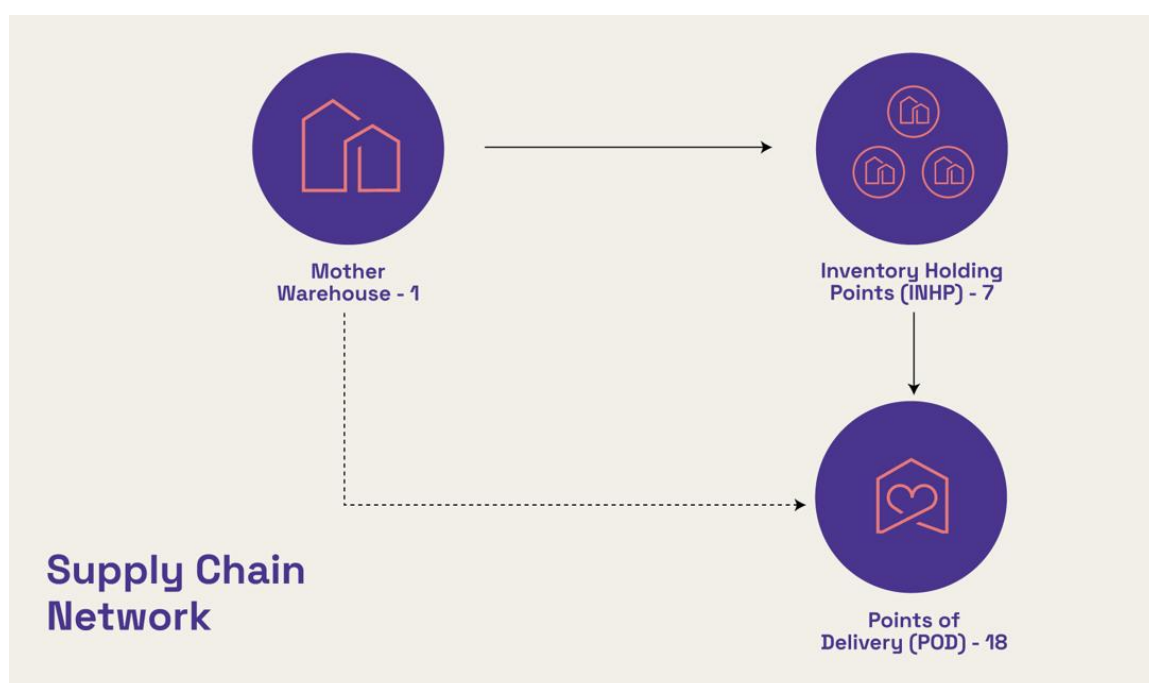 Mother
Warehouse - 1
Inventory Holding
Points (INHP) - 7
Supply Chain
Network
Points of
Delivery (POD) - 18